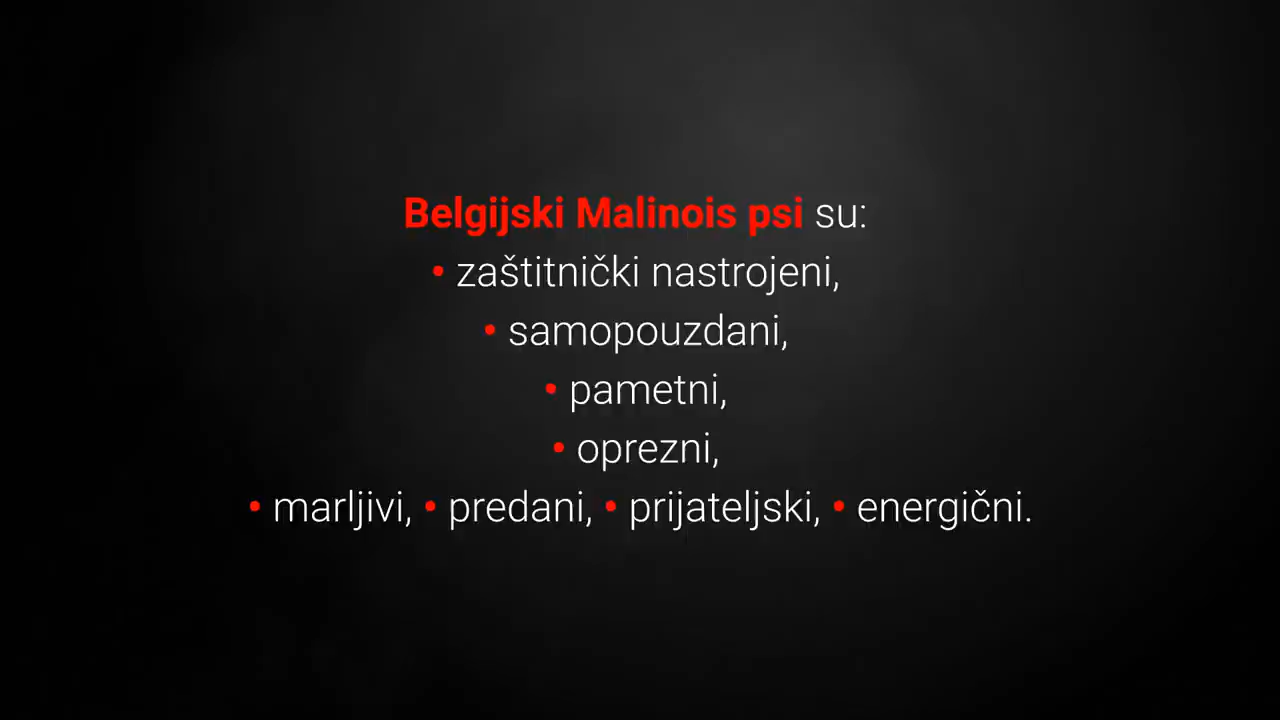 Belgijski Malinois psi su:
• zaštitnički nastrojeni,
• samopouzdani,
• pametni,
• oprezni,
• marljivi, • predani, • prijateljski, • energični.